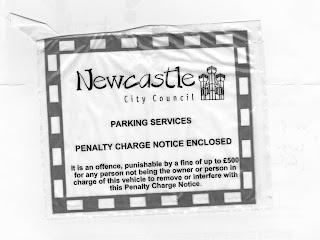 Newcastle
City Council
PARKING SERVICES
PENALTY CHARGE NOTICE ENCLOSED
It is an offence, punishable by a fine of up to £500
for any person not being the owner or person in
charge of this vehicle to remove or interfere with
this Penalty Charge Notice.